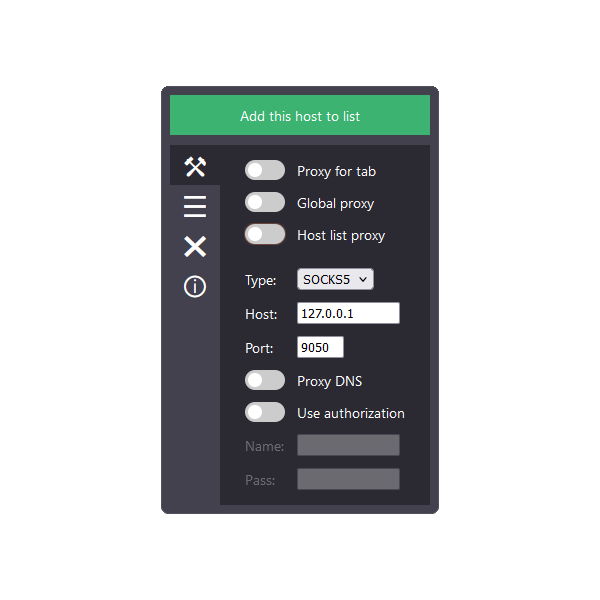 Add this host to list
Proxy for tab
Global proxy
Host list proxy
Type: SOCKS5
Host: 127.0.0.1
Port: 9050
Proxy DNS
Use authorization
Name:
Pass: